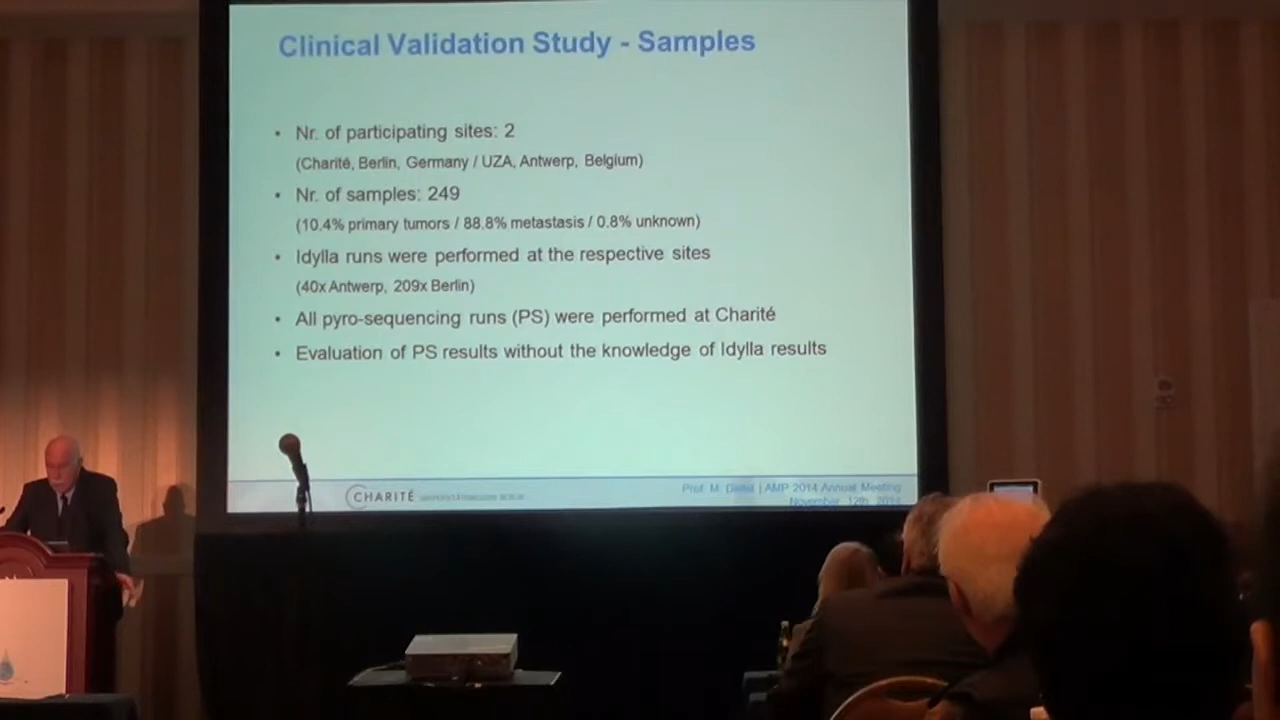 Clinical Validation Study - Samples
• Nr. of participating sites: 2
(Charité, Berlin, Germany / UZA, Antwerp, Belgium)
• Nr. of samples: 249
(10.4% primary tumors / 88.8% metastasis / 0.8% unknown)
• Idylla runs were performed at the respective sites
(40x Antwerp, 209x Berlin)
• All pyro-sequencing runs (PS) were performed at Charité
• Evaluation of PS results without the knowledge of Idylla results
CHARITÉ
Prof. M. | AMP 2014 Annual Meeting
November 12th, 2014